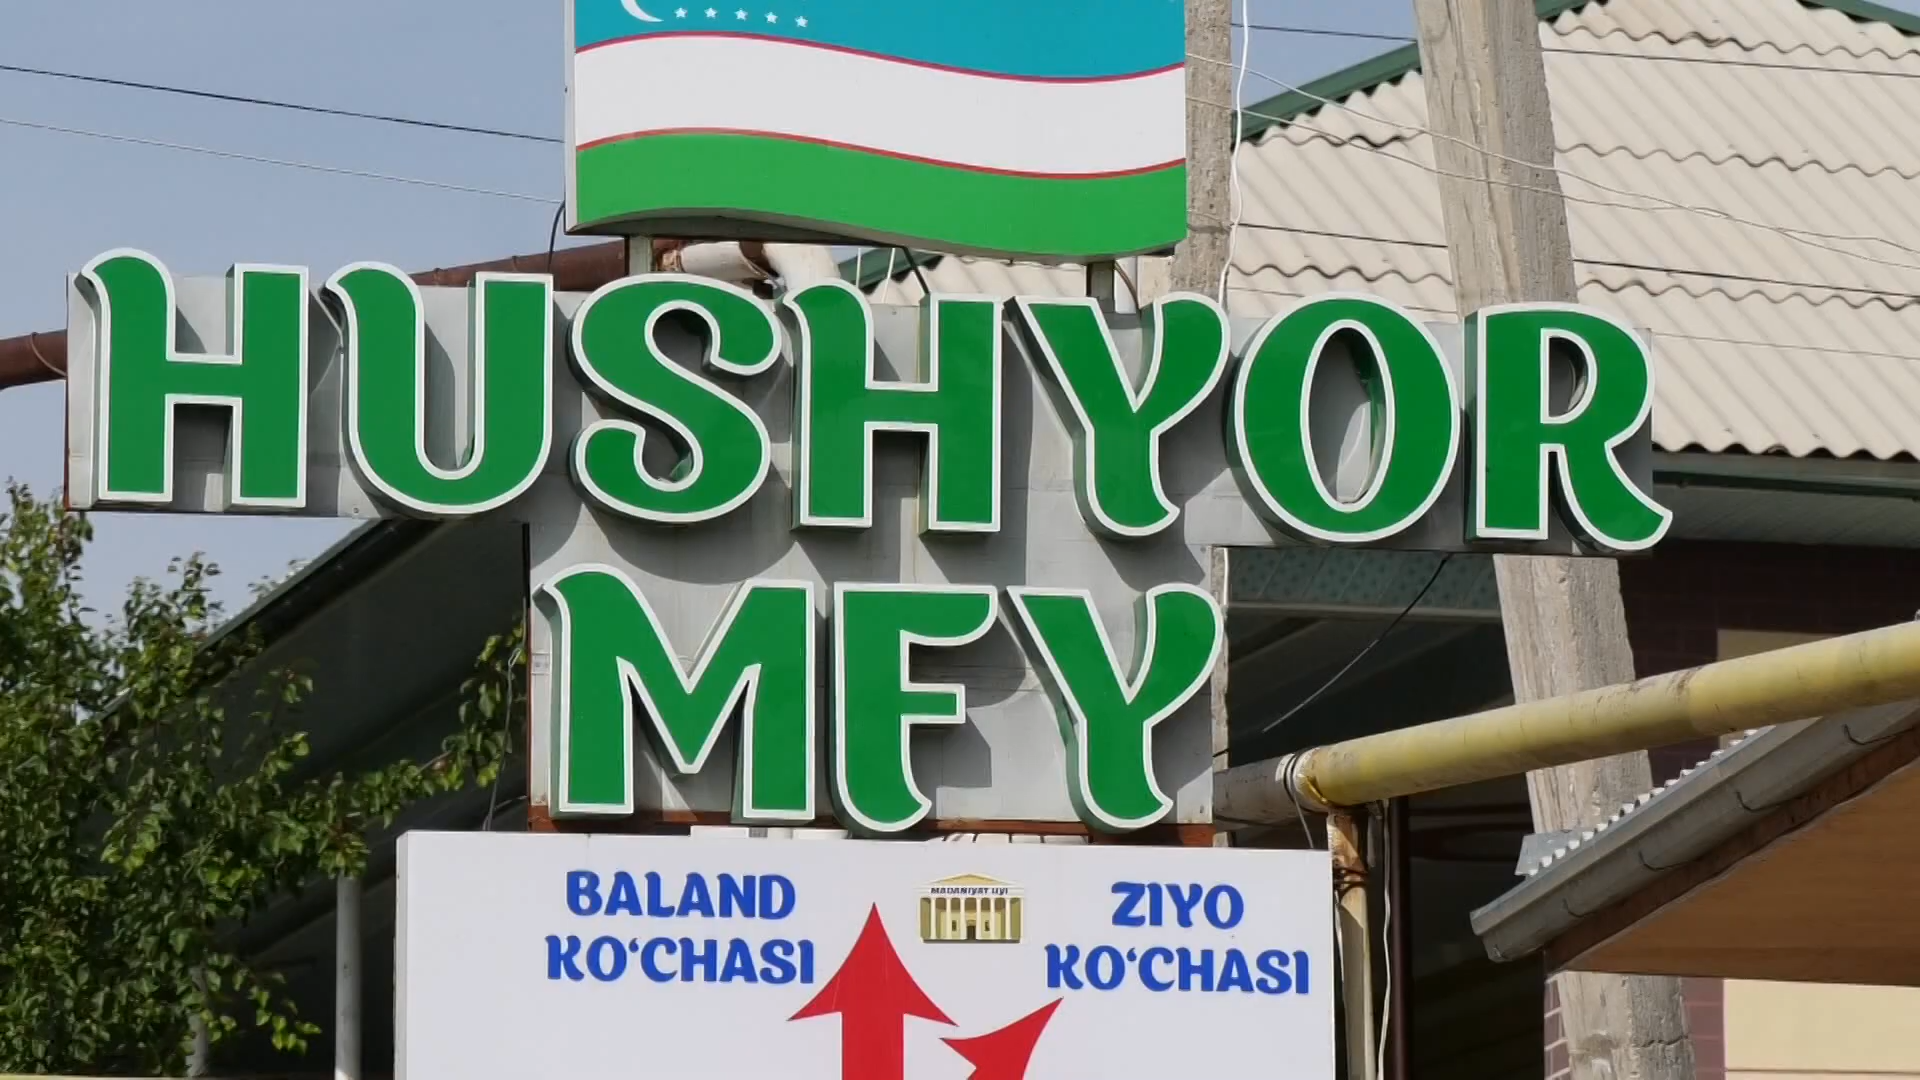 HUSHYOR
MFY
BALAND
KO‘CHASI
MADANIYAT UYI
ZIYO
KO‘CHASI